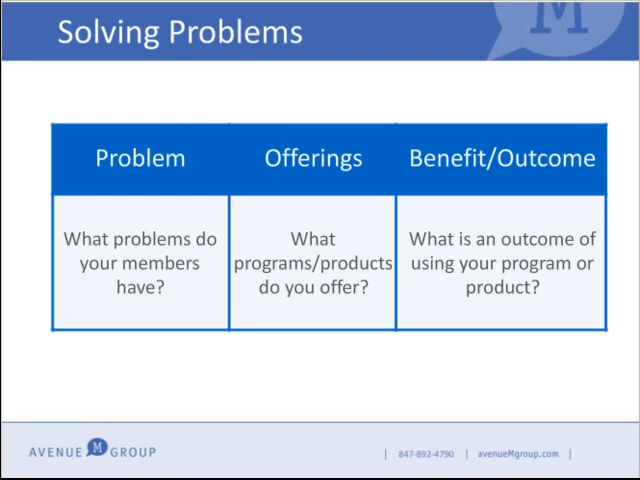 M
Solving Problems
Problem
Offerings
Benefit/Outcome
What problems do
your members
have?
What
programs/products
do you offer?
What is an outcome of
using your program or
product?
AVENUE M GROUP
| 847-892-4790 | avenueMgroup.com |